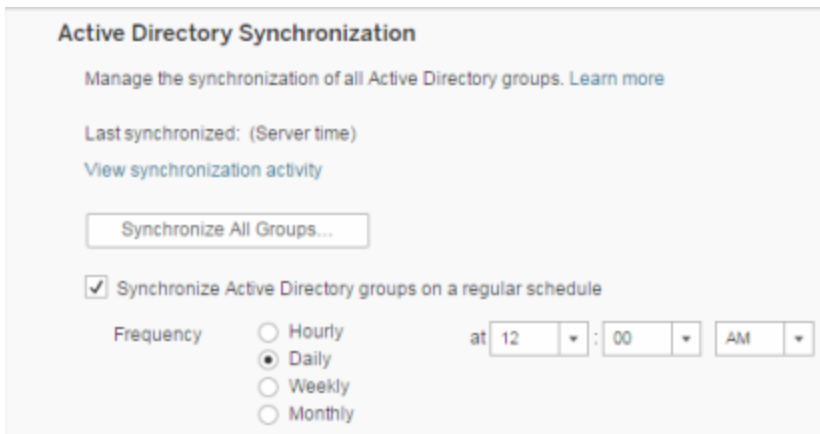 Active Directory Synchronization
Manage the synchronization of all Active Directory groups. Learn more
Last synchronized: (Server time)
View synchronization activity
Synchronize All Groups...
Synchronize Active Directory groups on a regular schedule
Frequency Hourly at 12 : 00 AM
Daily
Weekly
Monthly